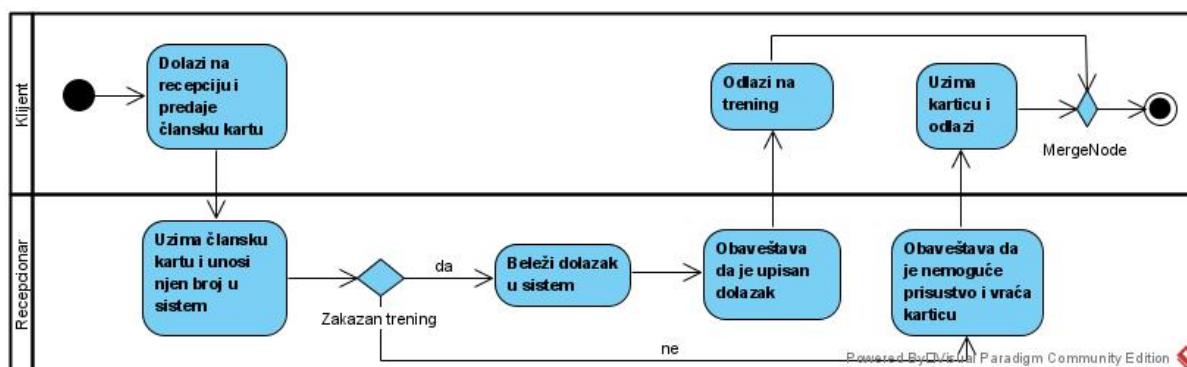 Klijent
Dolazi na
recepciju i
predaje
člansku kartu
Odlazi na
trening
Uzima
karticu i
odlazi
MergeNode
Recepcionar
Uzima člansku
kartu i unosi
njen broj u
sistem
Zakazan trening
da
Beleži dolazak
u sistem
Obaveštava
da je upisan
dolazak
Obaveštava da
je nemoguće
prisustvo i vraća
karticu
ne
Powered By Visual Paradigm Community Edition